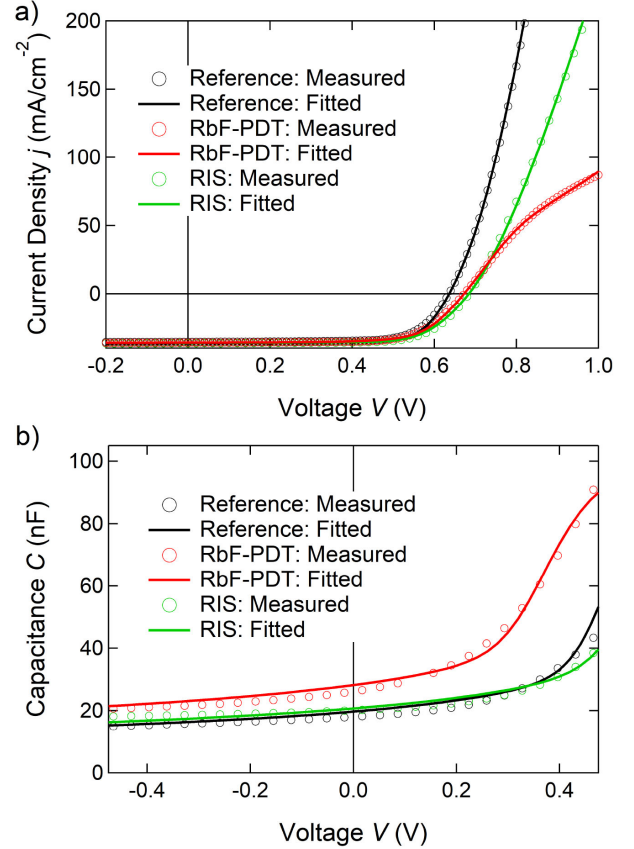 a)
200
150
100
50
0
Current Density j (mA/cm⁻²)
Reference: Measured
Reference: Fitted
RbF-PDT: Measured
RbF-PDT: Fitted
RIS: Measured
RIS: Fitted
-0.2 0.0 0.2 0.4 0.6 0.8 1.0
Voltage V (V)
b)
100
80
60
40
20
0
Capacitance C (nF)
Reference: Measured
Reference: Fitted
RbF-PDT: Measured
RbF-PDT: Fitted
RIS: Measured
RIS: Fitted
-0.4 -0.2 0.0 0.2 0.4
Voltage V (V)